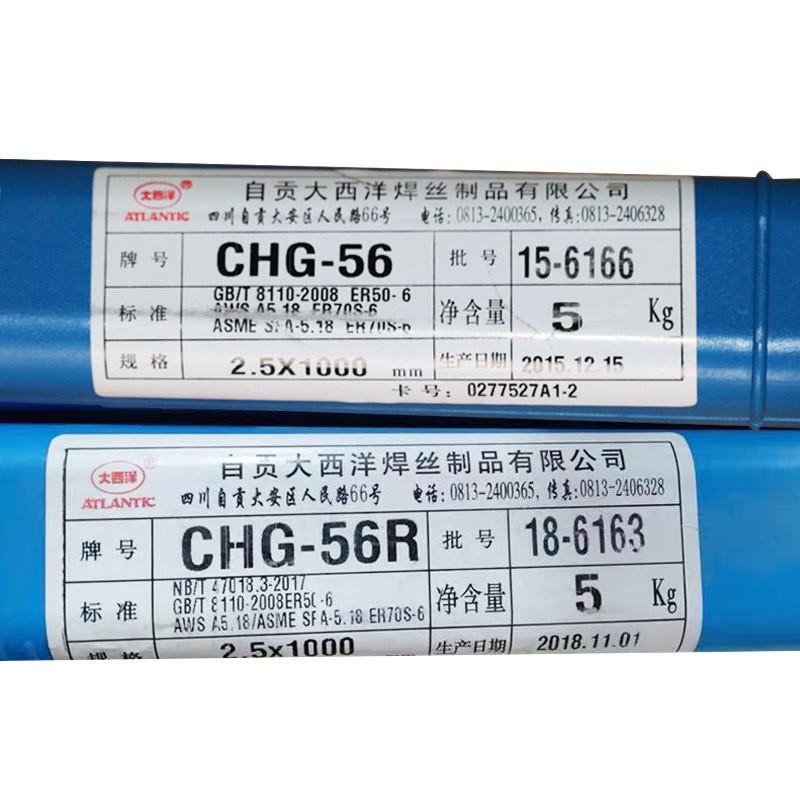 大西洋®
ATLANTIC
自贡大西洋焊丝制品有限公司
四川自贡大安区人民路66号 电话:0813-2400365,传真:0813-2406328
牌号 CHG-56 批号 15-6166
标准 GB/T 8110-2008 ER50-6
AWS A5.18 ER70S-6
ASME SFA-5.18 ER70S-6
净含量 5 Kg
规格 2.5X1000 mm 生产日期 2015.12.15
卡号: 0277527A1-2
大西洋®
ATLANTIC
自贡大西洋焊丝制品有限公司
四川自贡大安区人民路66号 电话:0813-2400365,传真:0813-2406328
牌号 CHG-56R 批号 18-6163
标准 NB/T 47018.3-2017
GB/T 8110-2008ER50-6
AWS A5.18/ASME SFA-5.18 ER70S-6
净含量 5 Kg
规格 2.5x1000 mm 生产日期 2018.11.01